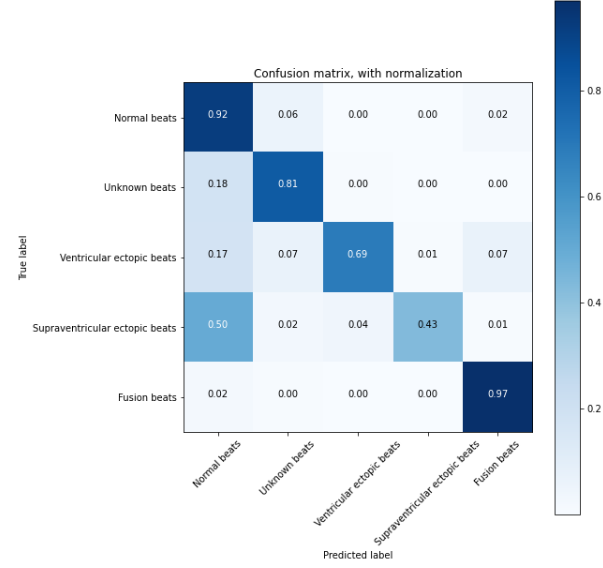 Confusion matrix, with normalization
Normal beats 0.92 0.06 0.00 0.00 0.02
Unknown beats 0.18 0.81 0.00 0.00 0.00
Ventricular ectopic beats 0.17 0.07 0.69 0.01 0.07
Supraventricular ectopic beats 0.50 0.02 0.04 0.43 0.01
Fusion beats 0.02 0.00 0.00 0.00 0.97
True label
Normal beats
Unknown beats
Ventricular ectopic beats
Supraventricular ectopic beats
Fusion beats
Predicted label
0.8
0.6
0.4
0.2